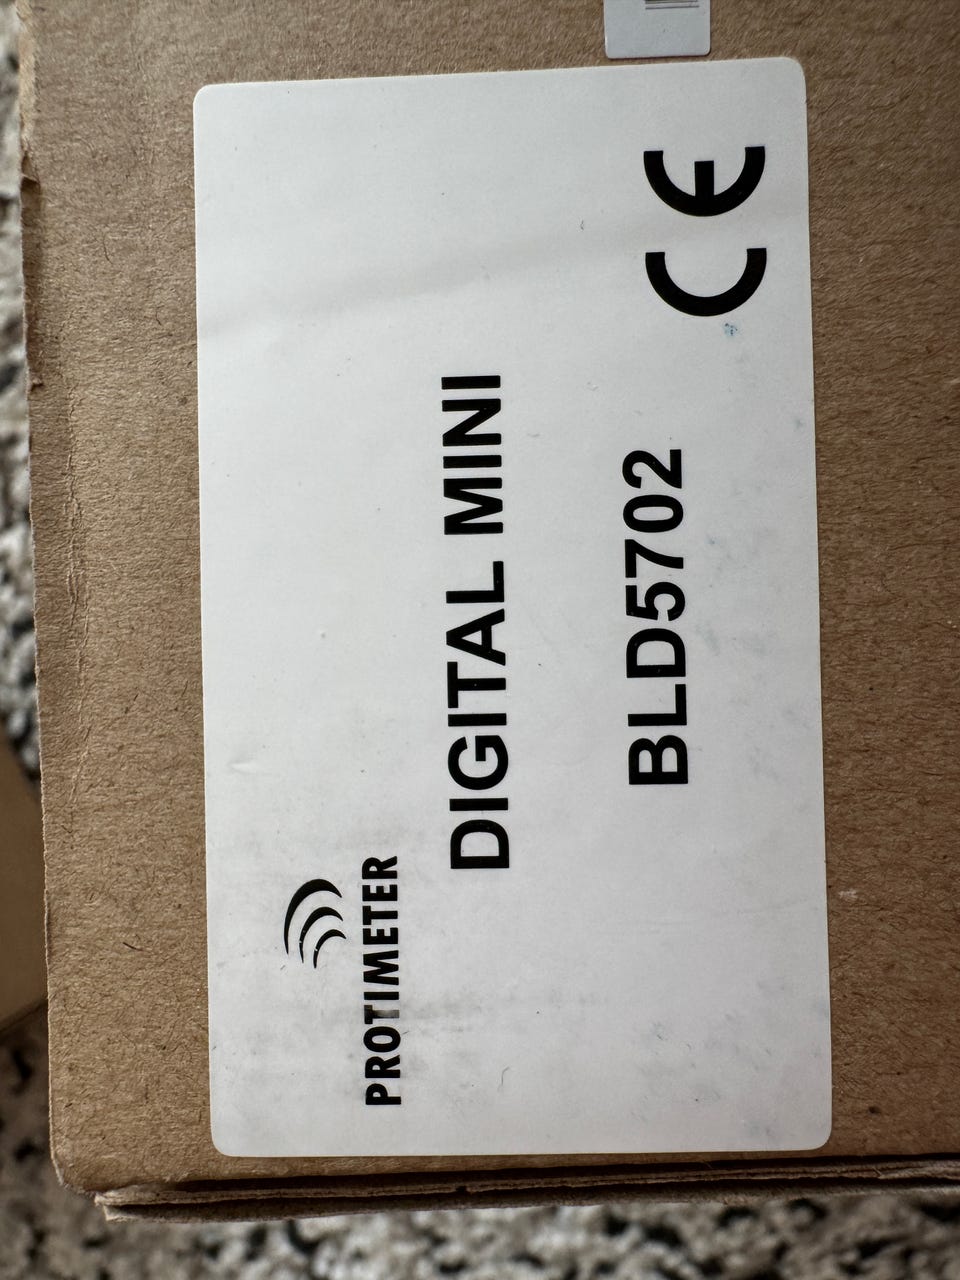 PROTIMETER
DIGITAL MINI
BLD5702
CE